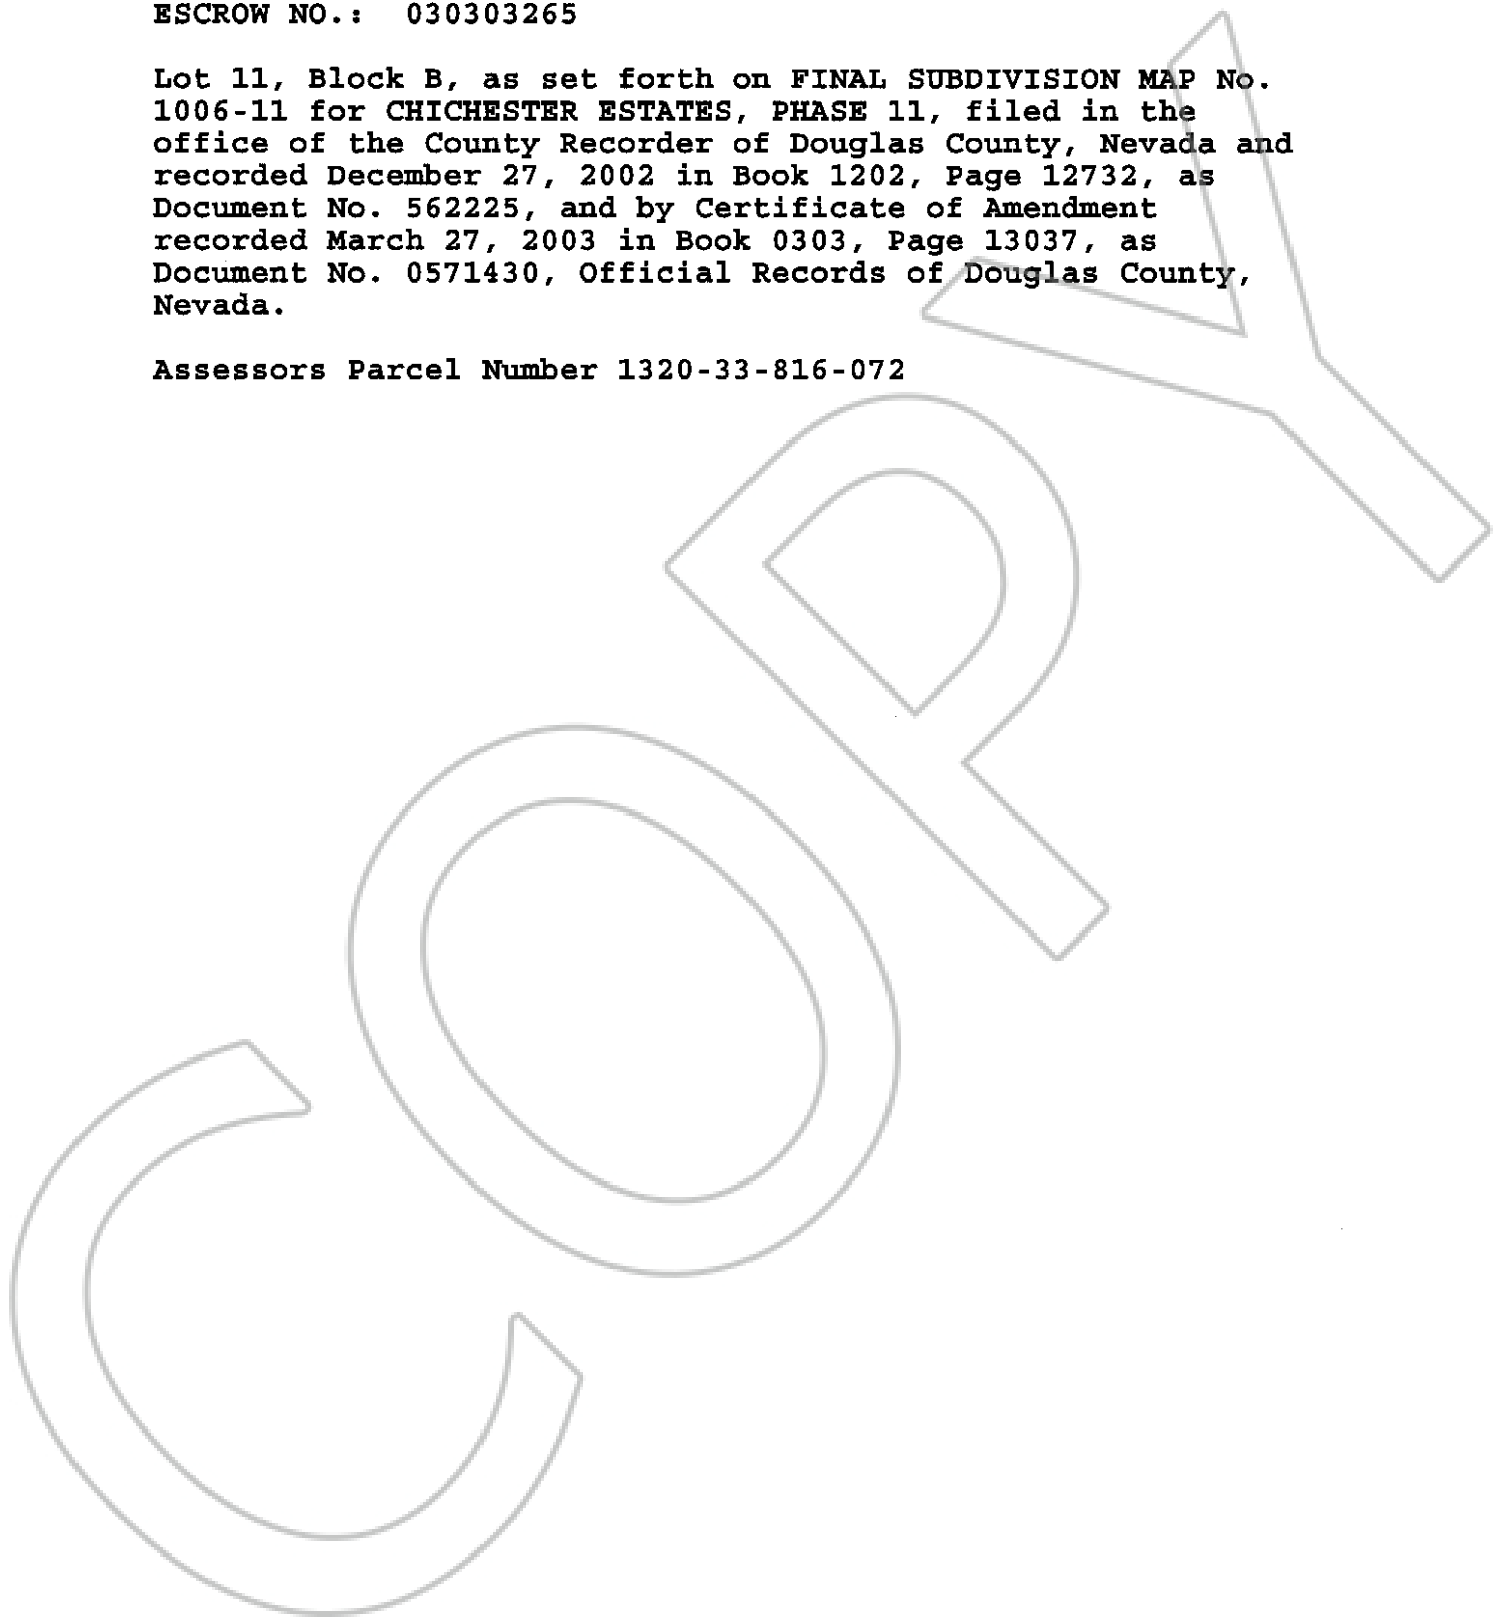 ESCROW NO.: 030303265
Lot 11, Block B, as set forth on FINAL SUBDIVISION MAP No.
1006-11 for CHICHESTER ESTATES, PHASE 11, filed in the
office of the County Recorder of Douglas County, Nevada and
recorded December 27, 2002 in Book 1202, Page 12732, as
Document No. 562225, and by Certificate of Amendment
recorded March 27, 2003 in Book 0303, Page 13037, as
Document No. 0571430, Official Records of Douglas County,
Nevada.
Assessors Parcel Number 1320-33-816-072
COPY